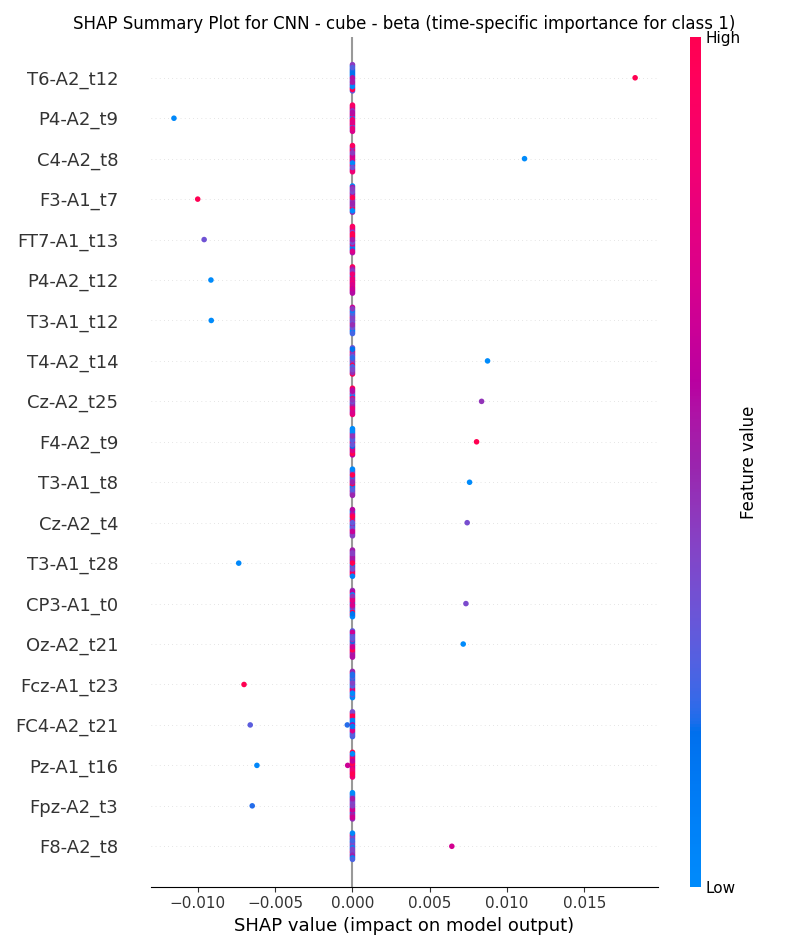 SHAP Summary Plot for CNN - cube - beta (time-specific importance for class 1)
High
T6-A2_t12
P4-A2_t9
C4-A2_t8
F3-A1_t7
FT7-A1_t13
P4-A2_t12
T3-A1_t12
T4-A2_t14
Cz-A2_t25
F4-A2_t9
T3-A1_t8
Cz-A2_t4
T3-A1_t28
CP3-A1_t0
Oz-A2_t21
Fcz-A1_t23
FC4-A2_t21
Pz-A1_t16
Fpz-A2_t3
F8-A2_t8
Feature value
Low
−0.010 −0.005 0.000 0.005 0.010 0.015
SHAP value (impact on model output)